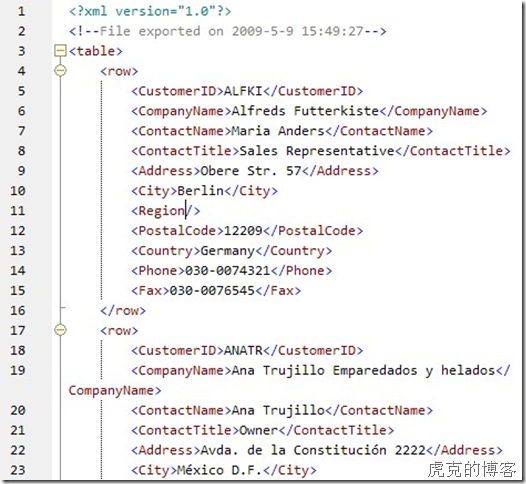 1 <?xml version="1.0"?>
2 <!--File exported on 2009-5-9 15:49:27-->
3 <table>
4 <row>
5 <CustomerID>ALFKI</CustomerID>
6 <CompanyName>Alfreds Futterkiste</CompanyName>
7 <ContactName>Maria Anders</ContactName>
8 <ContactTitle>Sales Representative</ContactTitle>
9 <Address>Obere Str. 57</Address>
10 <City>Berlin</City>
11 <Region/>
12 <PostalCode>12209</PostalCode>
13 <Country>Germany</Country>
14 <Phone>030-0074321</Phone>
15 <Fax>030-0076545</Fax>
16 </row>
17 <row>
18 <CustomerID>ANATR</CustomerID>
19 <CompanyName>Ana Trujillo Emparedados y helados</
CompanyName>
20 <ContactName>Ana Trujillo</ContactName>
21 <ContactTitle>Owner</ContactTitle>
22 <Address>Avda. de la Constitución 2222</Address>
23 <City>México D.F.</City>
虎克的博客